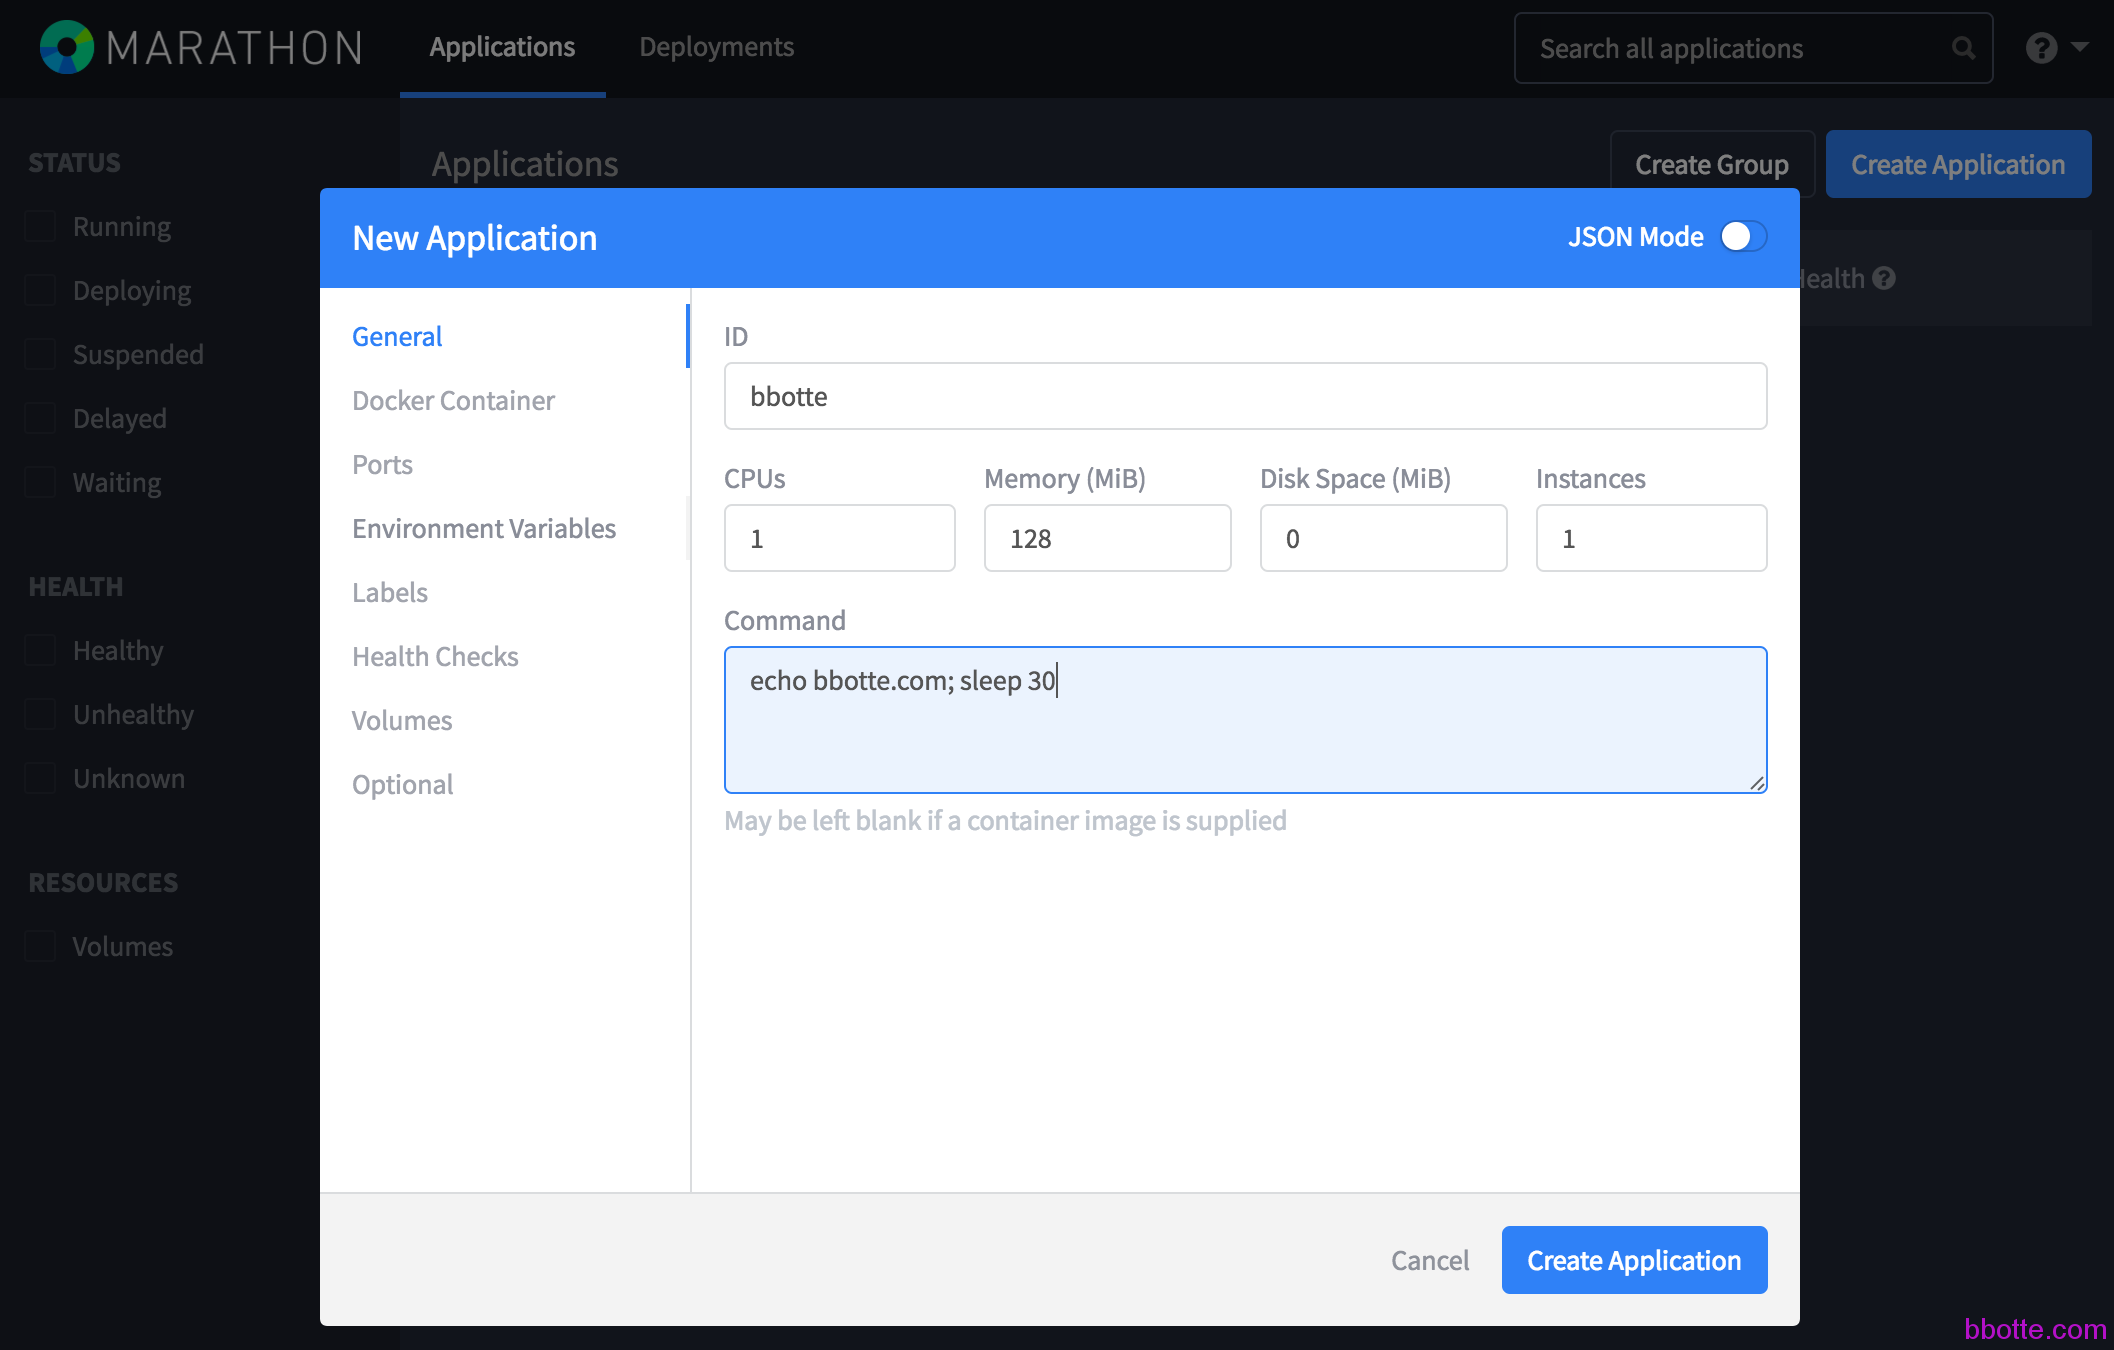 MARATHON
Applications
Deployments
Search all applications
STATUS
Running
Deploying
Suspended
Delayed
Waiting
HEALTH
Healthy
Unhealthy
Unknown
RESOURCES
Volumes
Applications
Create Group
Create Application
Health
New Application
JSON Mode
General
Docker Container
Ports
Environment Variables
Labels
Health Checks
Volumes
Optional
ID
bbotte
CPUs Memory (MiB) Disk Space (MiB) Instances
1 128 0 1
Command
echo bbotte.com; sleep 30
May be left blank if a container image is supplied
Cancel
Create Application
bbotte.com